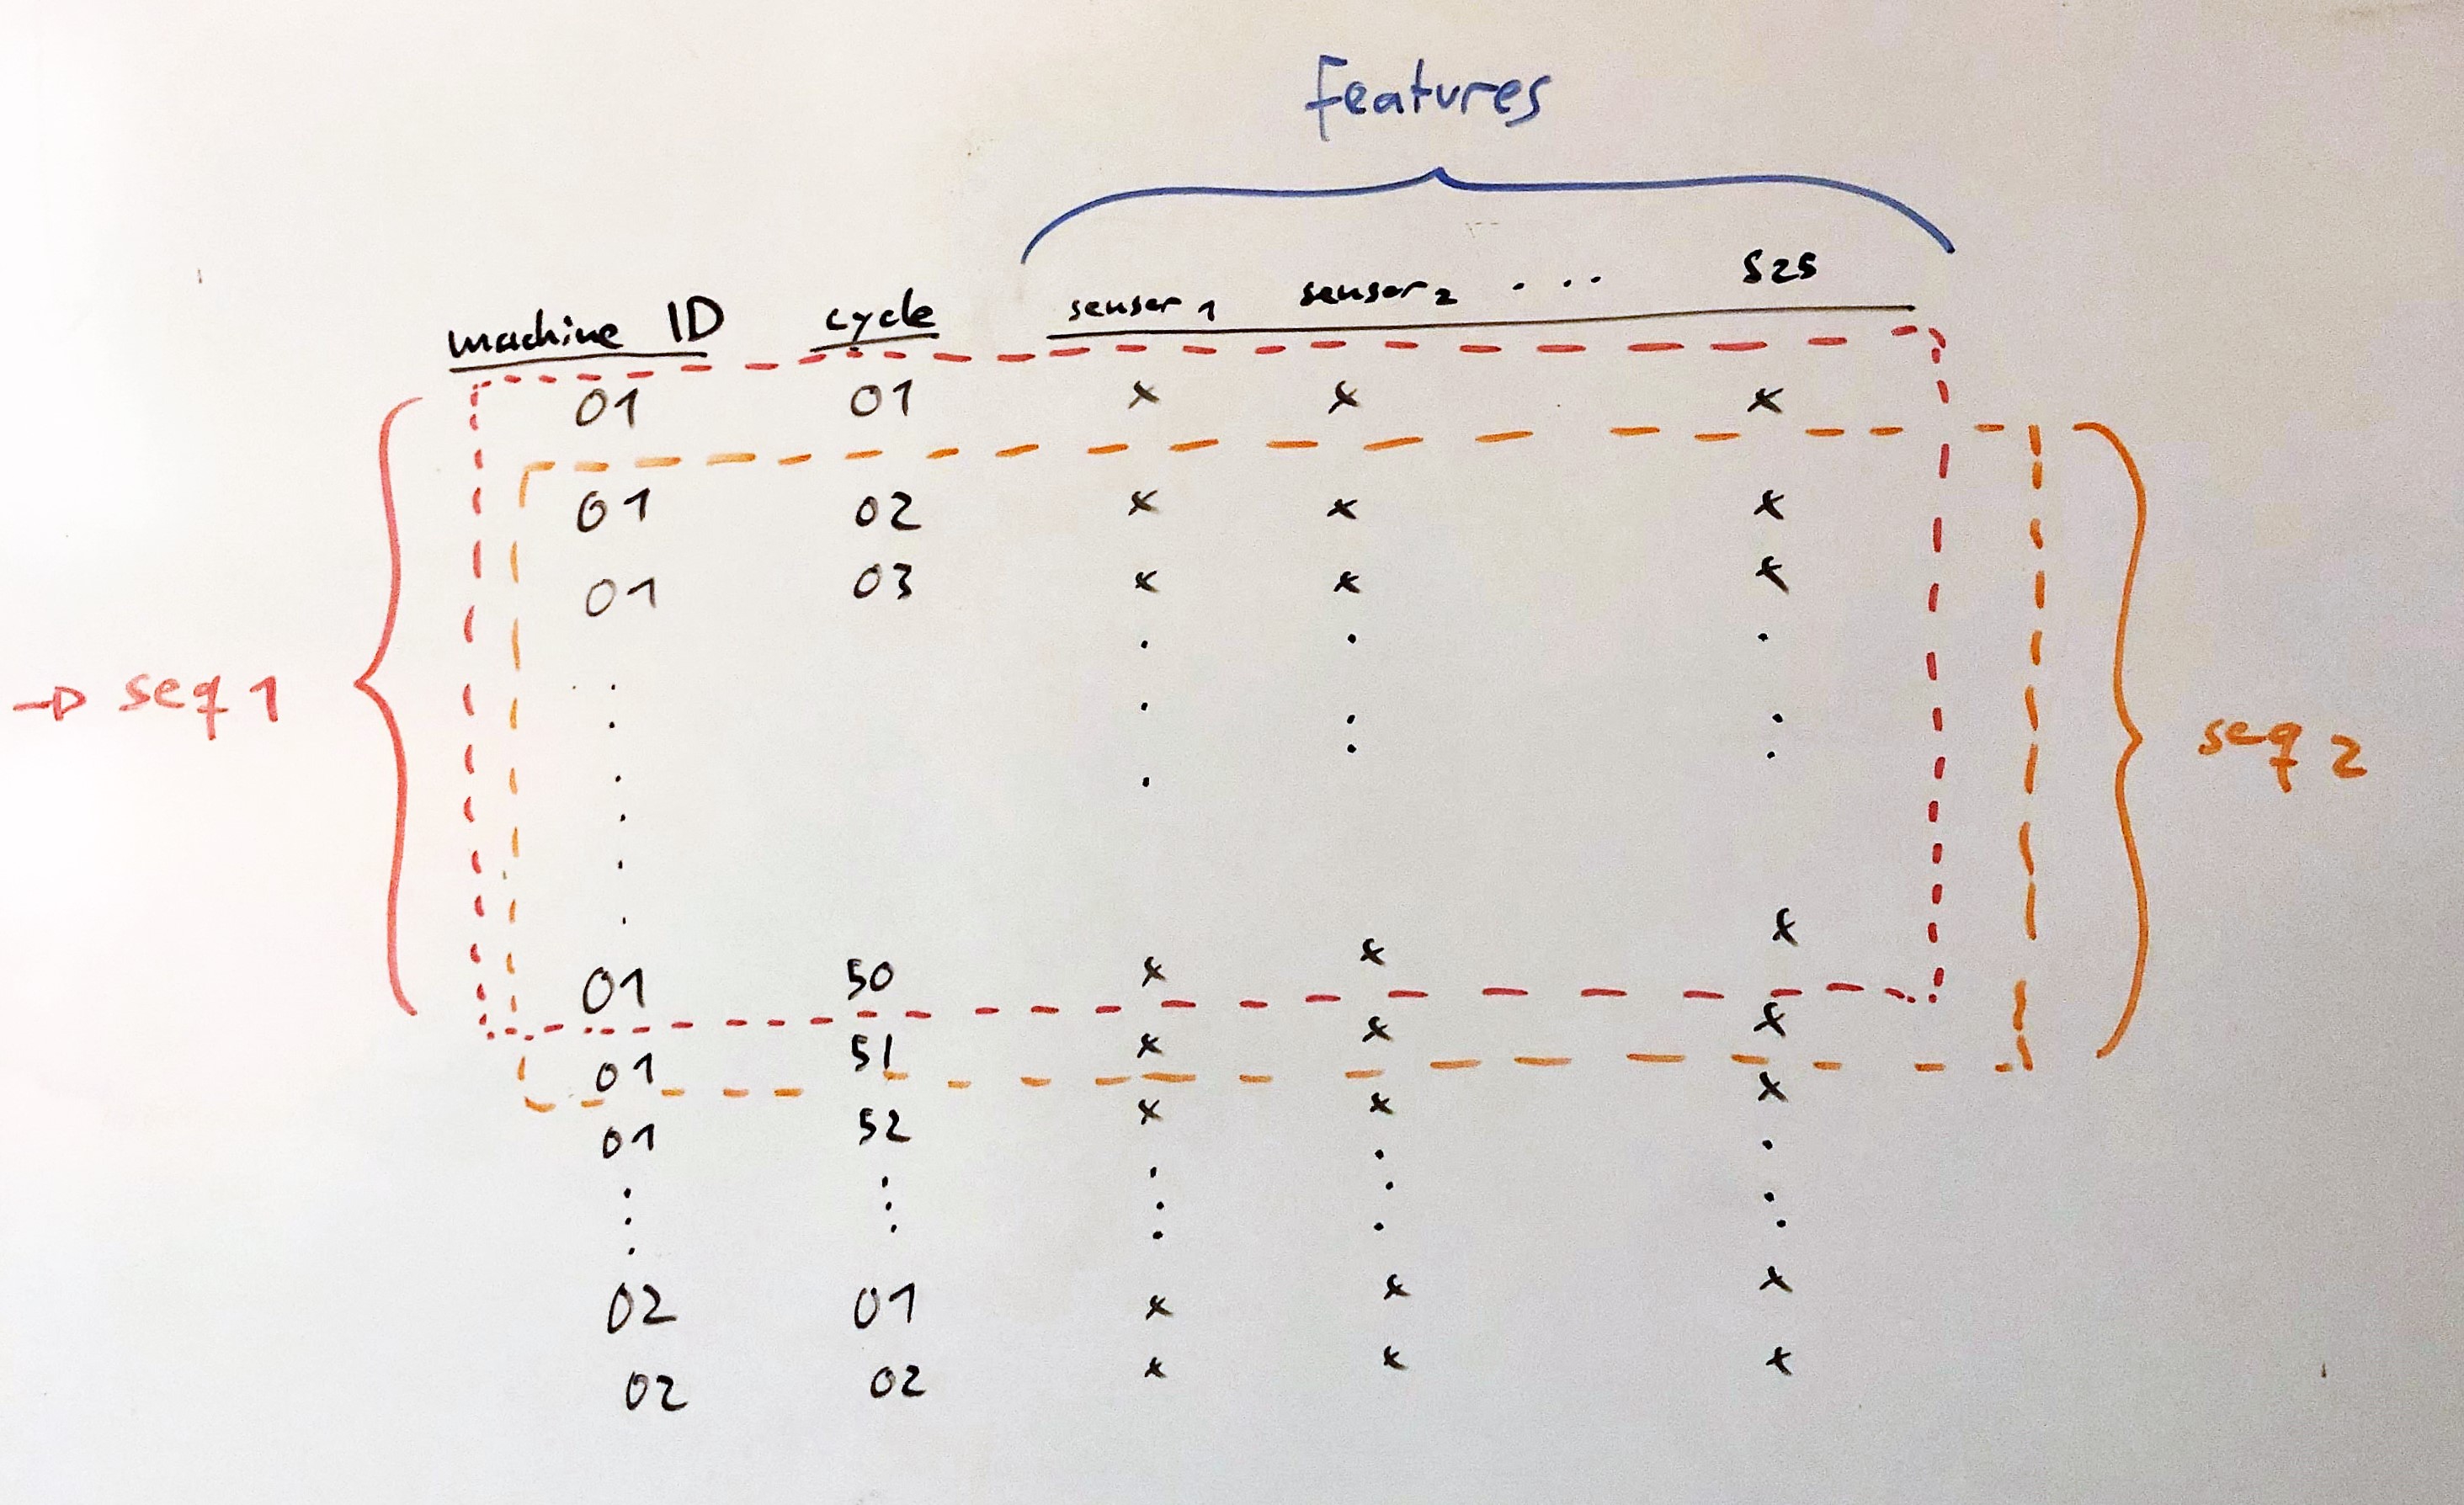 features
machine ID cycle sensor 1 sensor 2 . . . . S25
01 01 x x x
01 02 x x x
01 03 x x x
→ seq 1
seq 2
01 50 x x x
01 51 x x x
01 52 x x x
02 01 x x x
02 02 x x x